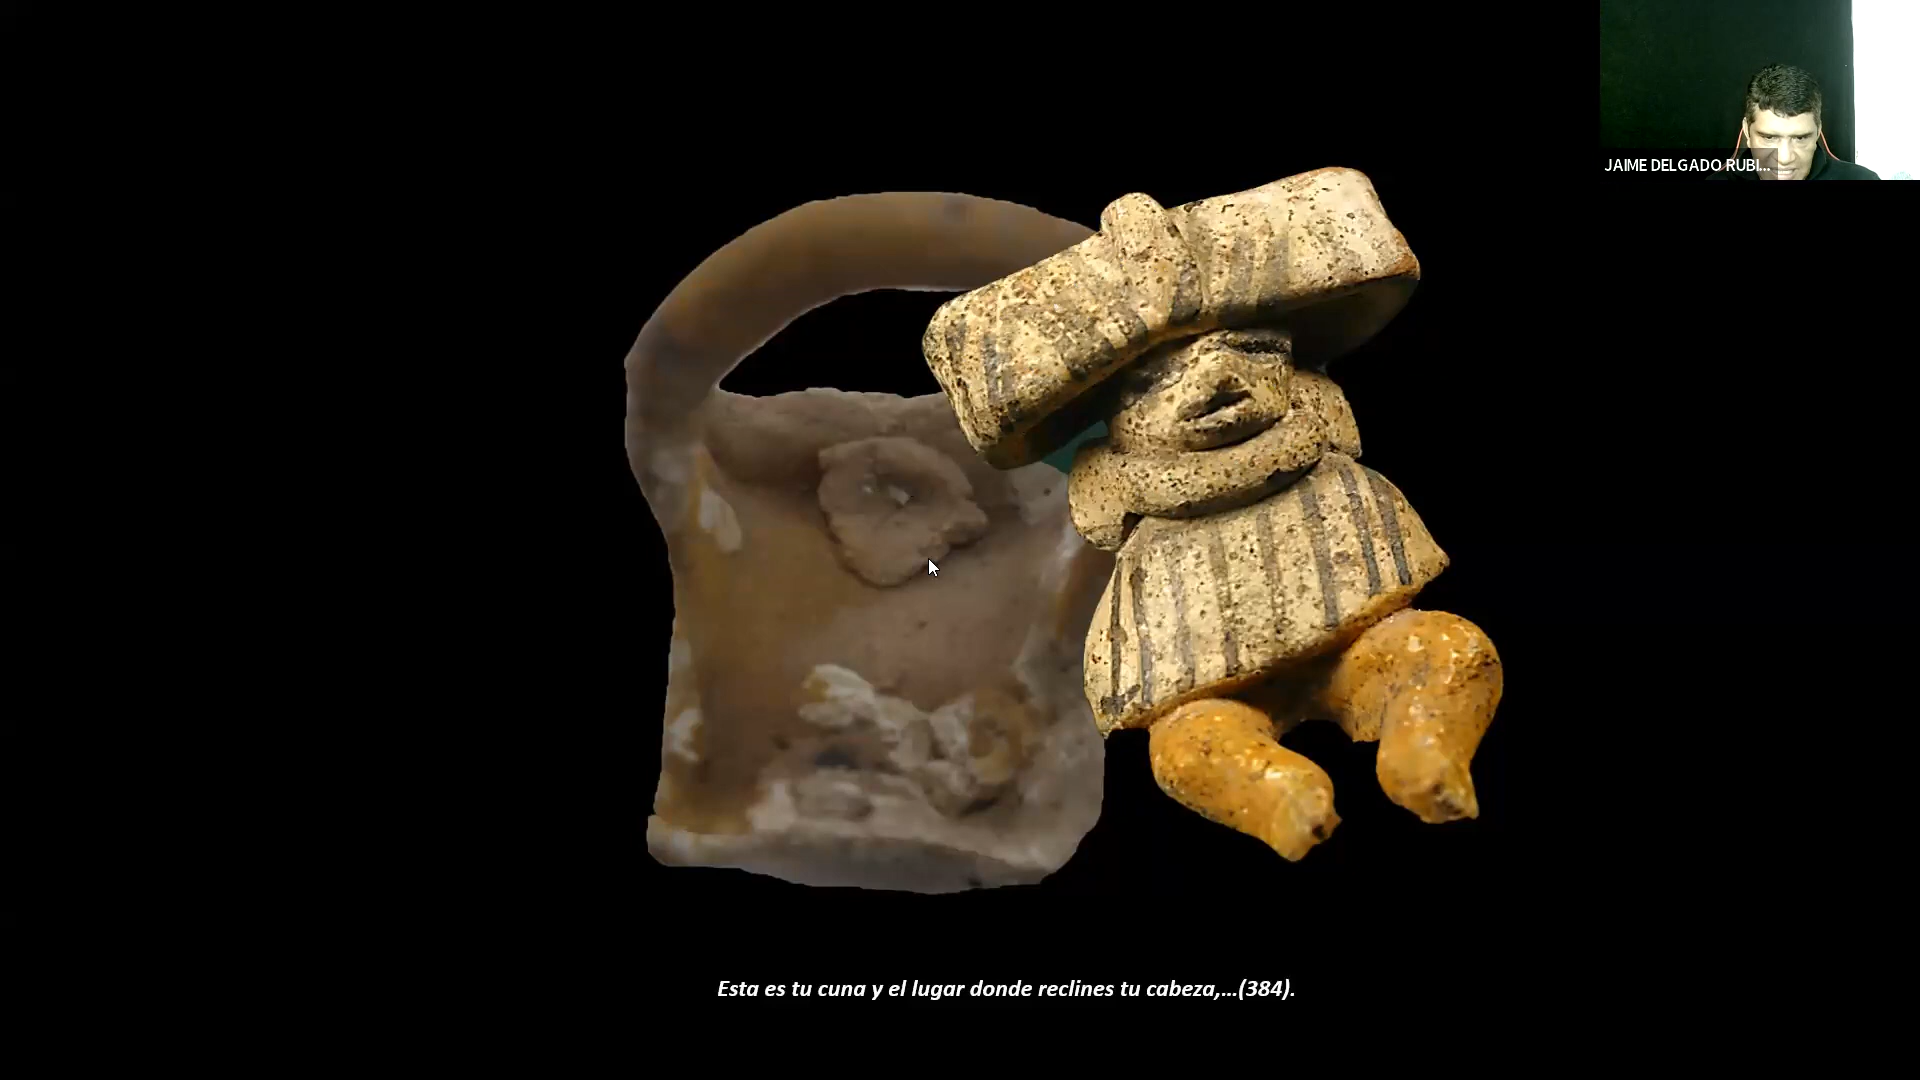 JAIME DELGADO RUBI...
Esta es tu cuna y el lugar donde reclines tu cabeza,...(384).